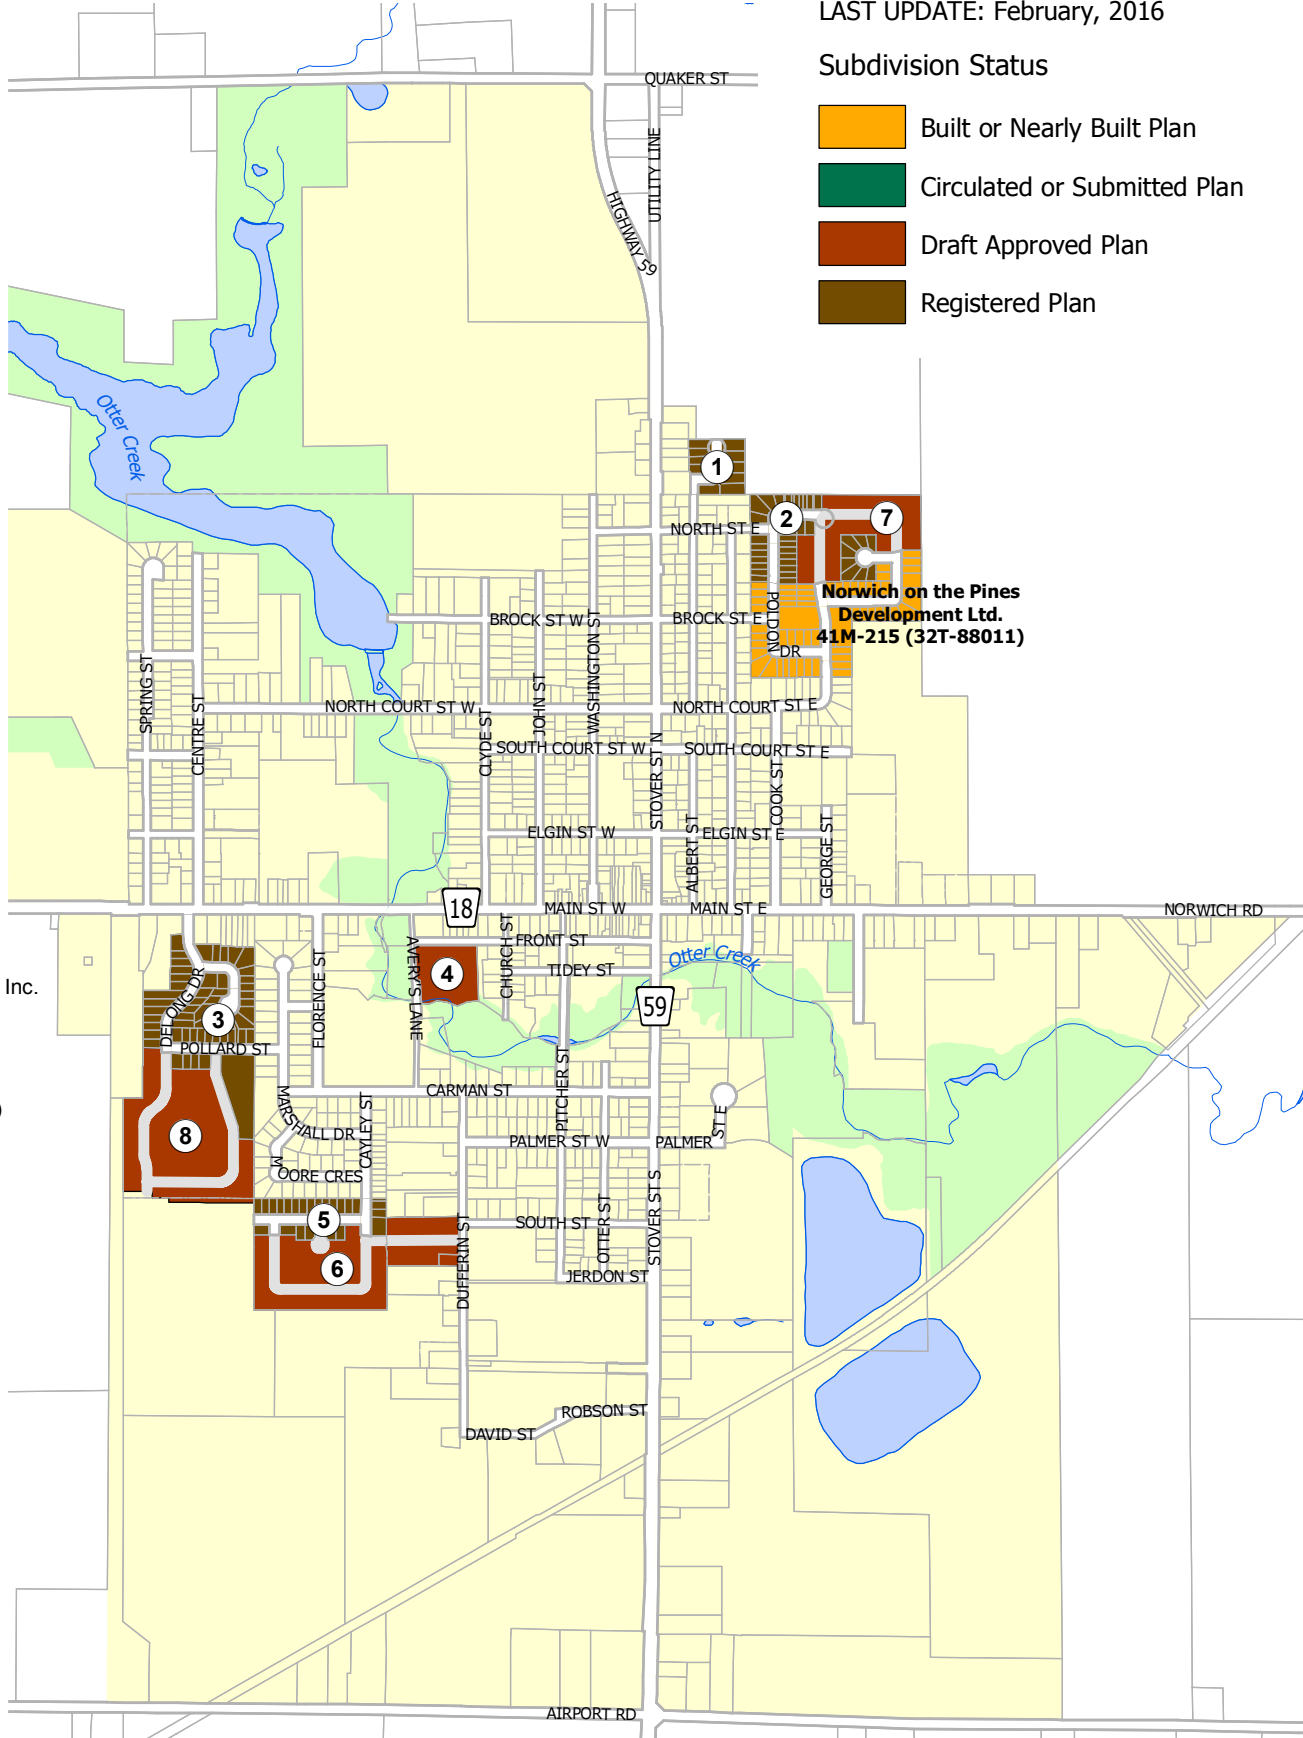 LAST UPDATE: February, 2016
Subdivision Status
Built or Nearly Built Plan
Circulated or Submitted Plan
Draft Approved Plan
Registered Plan
QUAKER ST
UTILITY LINE
HIGHWAY 59
Otter Creek
1
2
7
NORTH ST E
Norwich on the Pines
Development Ltd.
41M-215 (32T-88011)
BROCK ST W
BROCK ST E
POLDON
DR
SPRING ST
CENTRE ST
NORTH COURT ST W
NORTH COURT ST E
CLYDE ST
JOHN ST
WASHINGTON ST
STOVER ST N
SOUTH COURT ST W
SOUTH COURT ST E
COOK ST
ELGIN ST W
ELGIN ST E
ALBERT ST
GEORGE ST
18
MAIN ST W
MAIN ST E
NORWICH RD
FRONT ST
CHURCH ST
AVERY'S LANE
4
TIDEY ST
Otter Creek
59
Inc.
DELONG DR
3
FLORENCE ST
POLLARD ST
CARMAN ST
PITCHER ST
MARSHALL DR
CAYLEY ST
8
PALMER ST W
PALMER
ST E
MOORE CRES
)
5
6
SOUTH ST
OTTER ST
STOVER ST S
DUFFERIN ST
JERDON ST
ROBSON ST
DAVID ST
AIRPORT RD